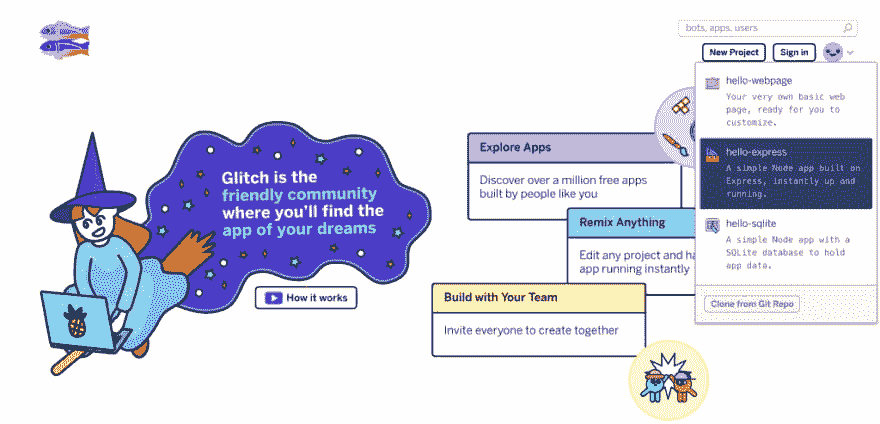 bots, apps, users
New Project
Sign in
hello-webpage
Your very own basic web
page, ready for you to
customize.
hello-express
A simple Node app built on
Express, instantly up and
running.
hello-sqlite
A simple Node app with a
SQLite database to hold
app data.
Clone from Git Repo
Glitch is the
friendly community
where you'll find the
app of your dreams
How it works
Explore Apps
Discover over a million free apps
built by people like you
Remix Anything
Edit any project and ha
app running instantly
Build with Your Team
Invite everyone to create together